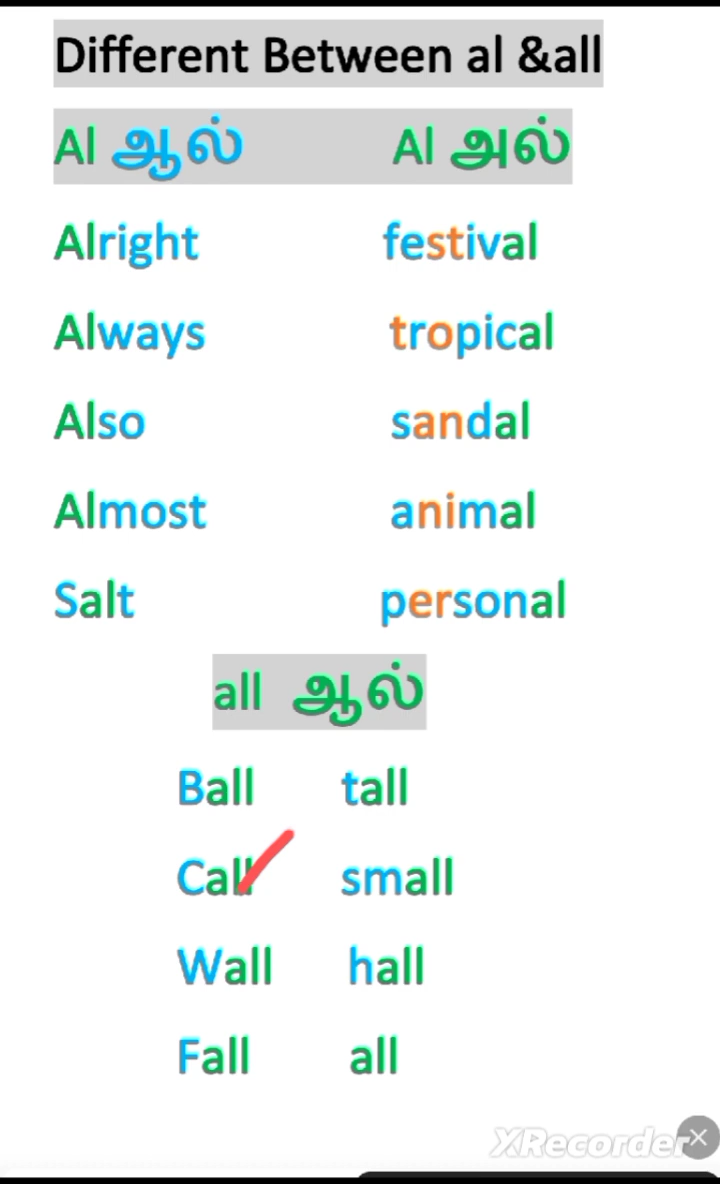 Different Between al &all
Al ஆல் Al அல்
Alright festival
Always tropical
Also sandal
Almost animal
Salt personal
all ஆல்
Ball tall
Call small
Wall hall
Fall all
XRecorder